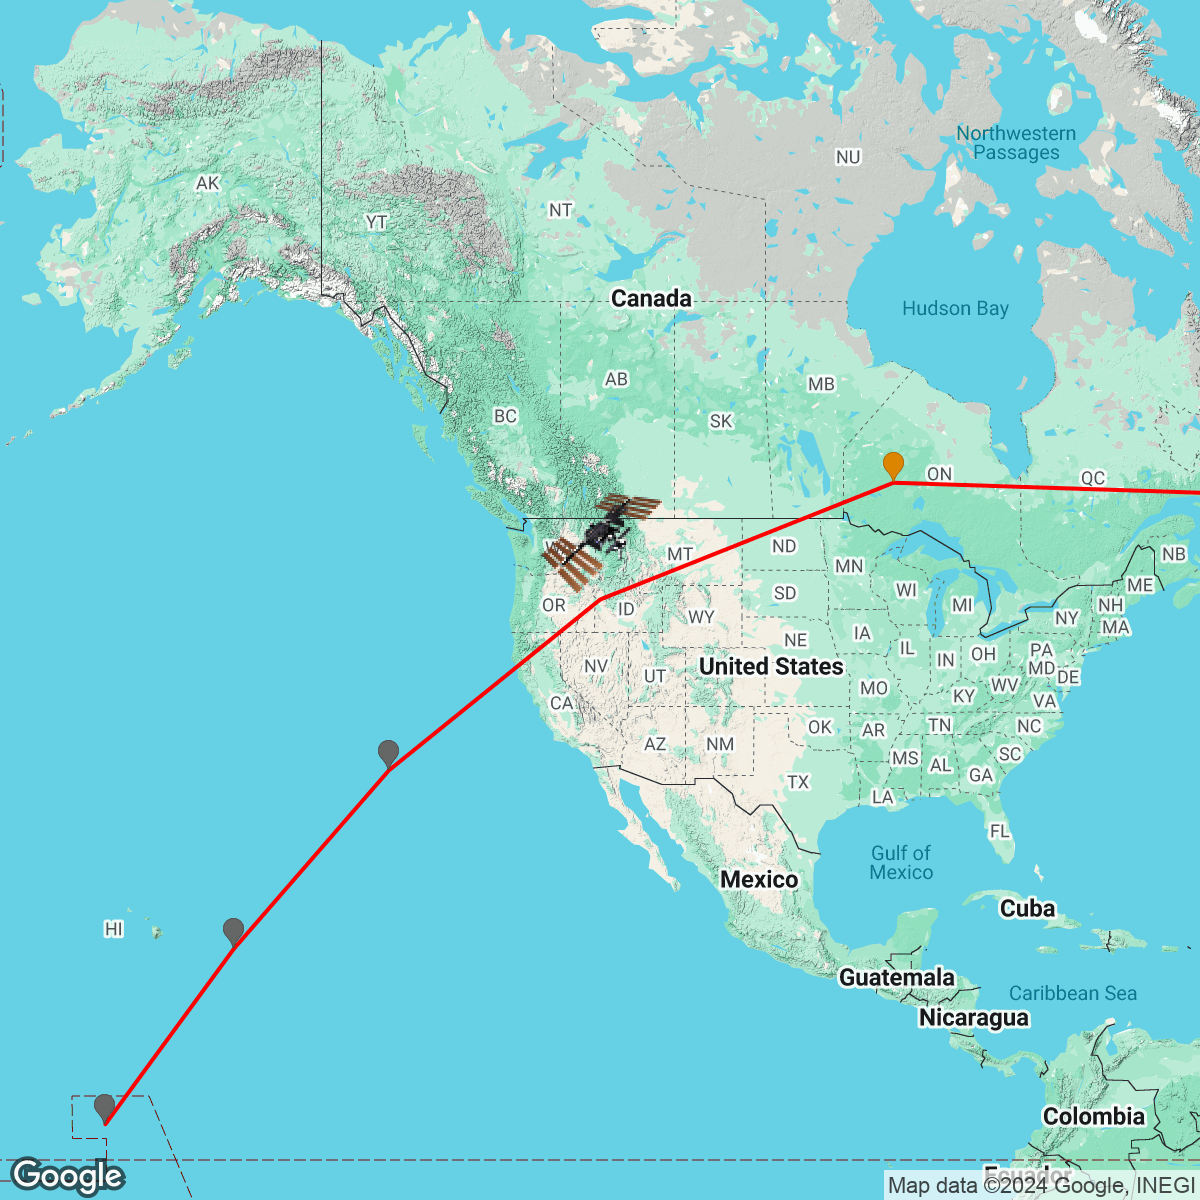 Northwestern
Passages
NU
AK
NT
YT
Canada
Hudson Bay
AB
MB
BC
SK
ON
QC
ND
MT
MN
NB
ME
WI
SD
OR
ID
MI
NH
WY
NY
MA
IA
NE
IL
PA
OH
IN
MD
United States
NV
UT
DE
WV
MO
KY
VA
CA
TN
NC
OK
AR
AZ
NM
SC
MS
AL
GA
TX
LA
FL
Gulf of
Mexico
Mexico
Cuba
HI
Guatemala
Caribbean Sea
Nicaragua
Colombia
Ecuador
Google
Map data ©2024 Google, INEGI